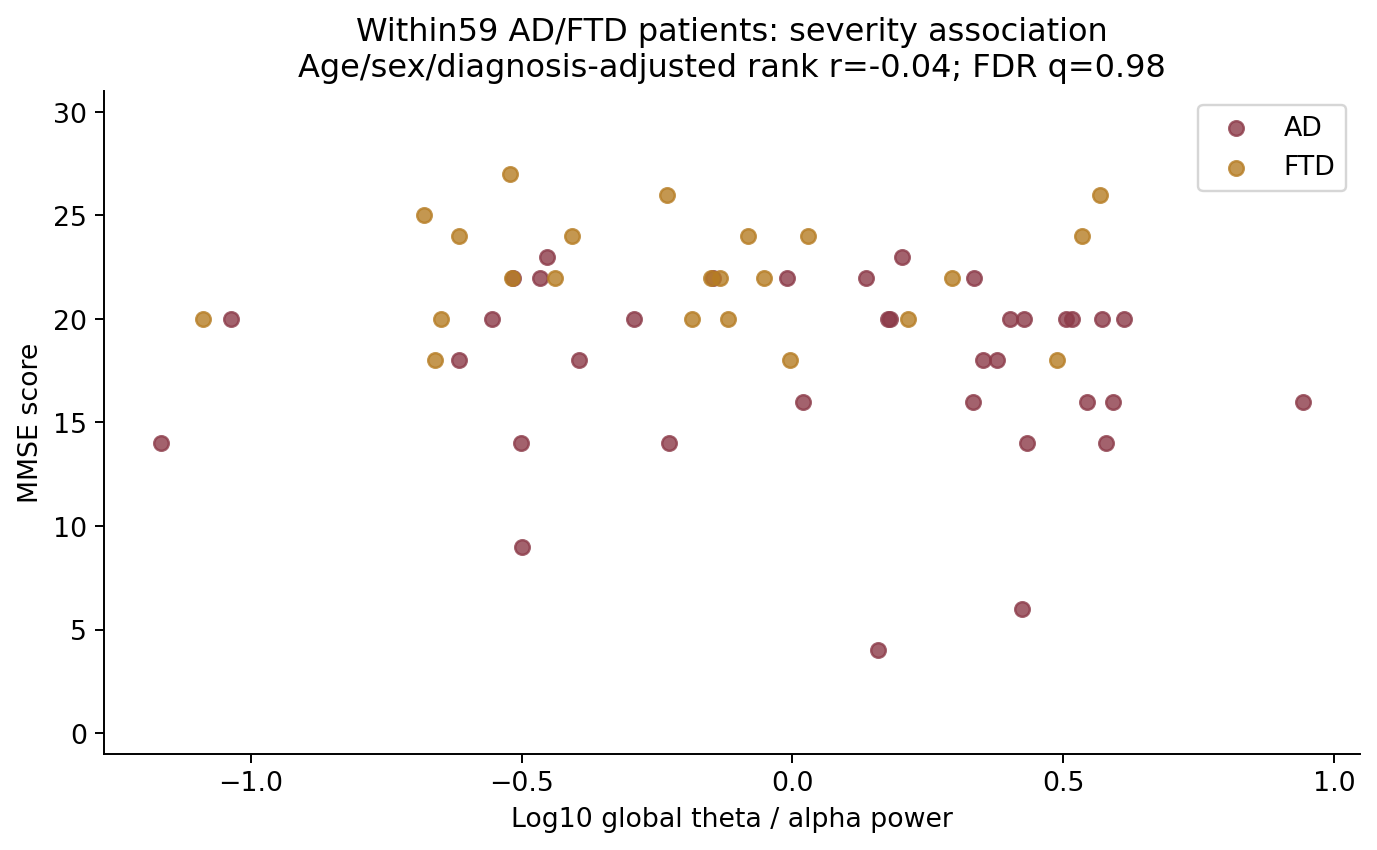 Within59 AD/FTD patients: severity association
Age/sex/diagnosis-adjusted rank r=-0.04; FDR q=0.98
30
25
20
15
10
5
0
MMSE score
AD
FTD
−1.0
−0.5
0.0
0.5
1.0
Log10 global theta / alpha power